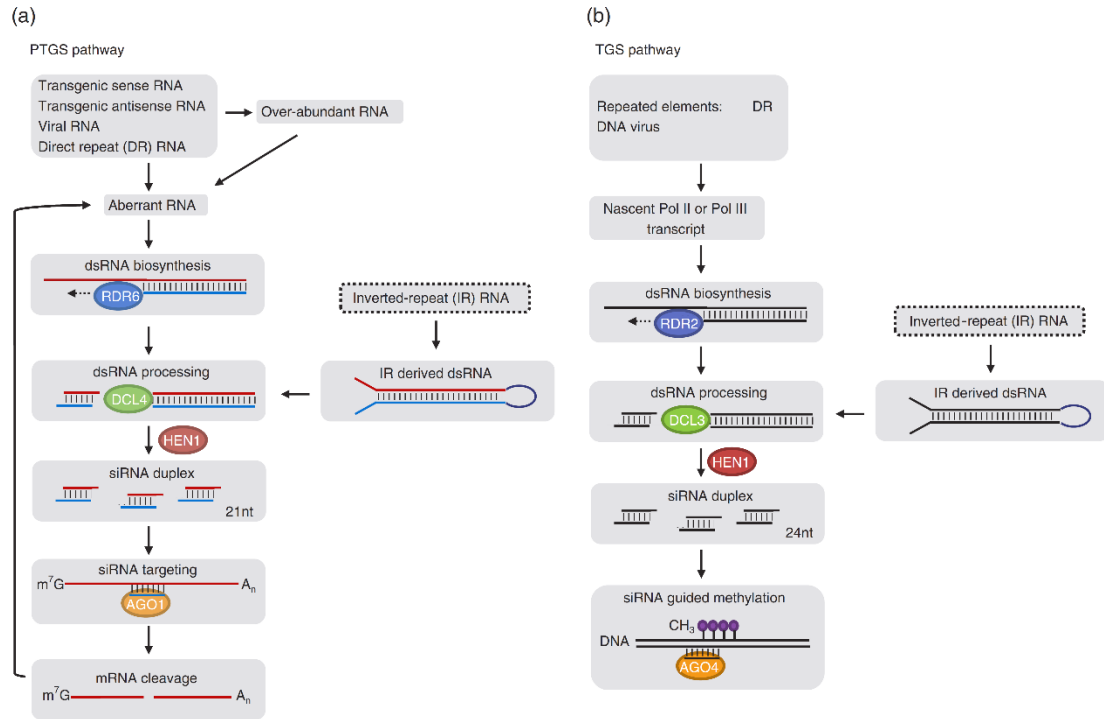 (a)
PTGS pathway
Transgenic sense RNA
Transgenic antisense RNA
Viral RNA
Direct repeat (DR) RNA
Over-abundant RNA
Aberrant RNA
dsRNA biosynthesis
RDR6
Inverted-repeat (IR) RNA
dsRNA processing
DCL4
IR derived dsRNA
HEN1
siRNA duplex
21nt
siRNA targeting
m⁷G
Aₙ
AGO1
mRNA cleavage
m⁷G
Aₙ
(b)
TGS pathway
Repeated elements: DR
DNA virus
Nascent Pol II or Pol III
transcript
dsRNA biosynthesis
RDR2
Inverted-repeat (IR) RNA
dsRNA processing
DCL3
IR derived dsRNA
HEN1
siRNA duplex
24nt
siRNA guided methylation
CH₃
DNA
AGO4